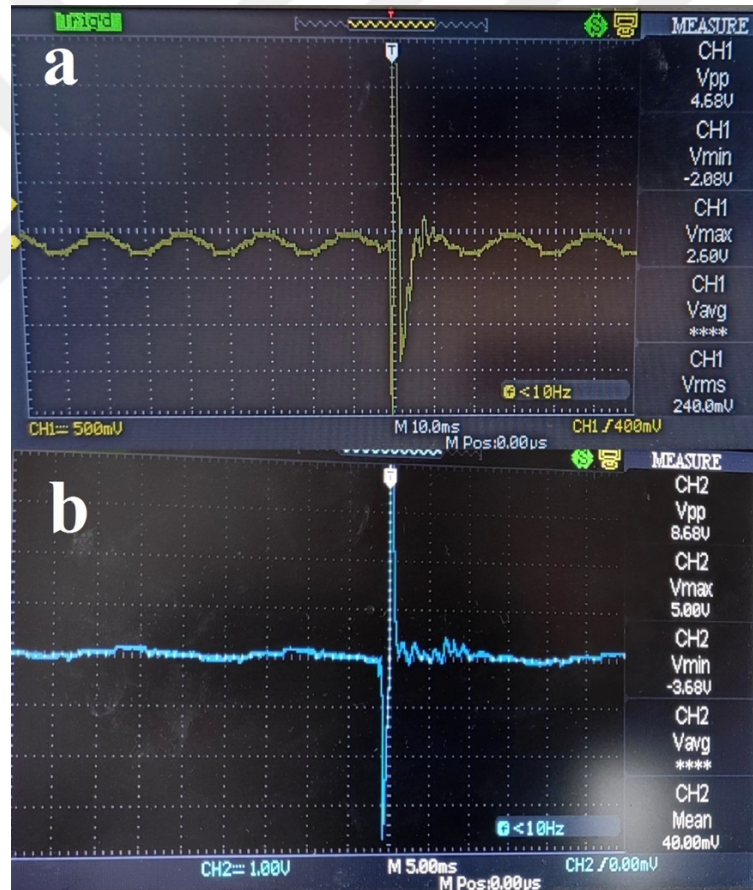 Trig'd
MEASURE
a
CH1
Vpp
4.68V
CH1
Vmin
-2.08V
CH1
Vmax
2.60V
CH1
Vavg
****
CH1
Vrms
240.0mV
T
<10Hz
CH1 500mV
M 10.0ms
CH1 400mV
M Pos:0.00μs
MEASURE
b
CH2
Vpp
8.68V
CH2
Vmax
5.00V
CH2
Vmin
-3.68V
CH2
Vavg
****
CH2
Mean
40.00mV
T
<10Hz
CH2 1.00V
M 5.00ms
CH2 0.00mV
M Pos:0.00μs